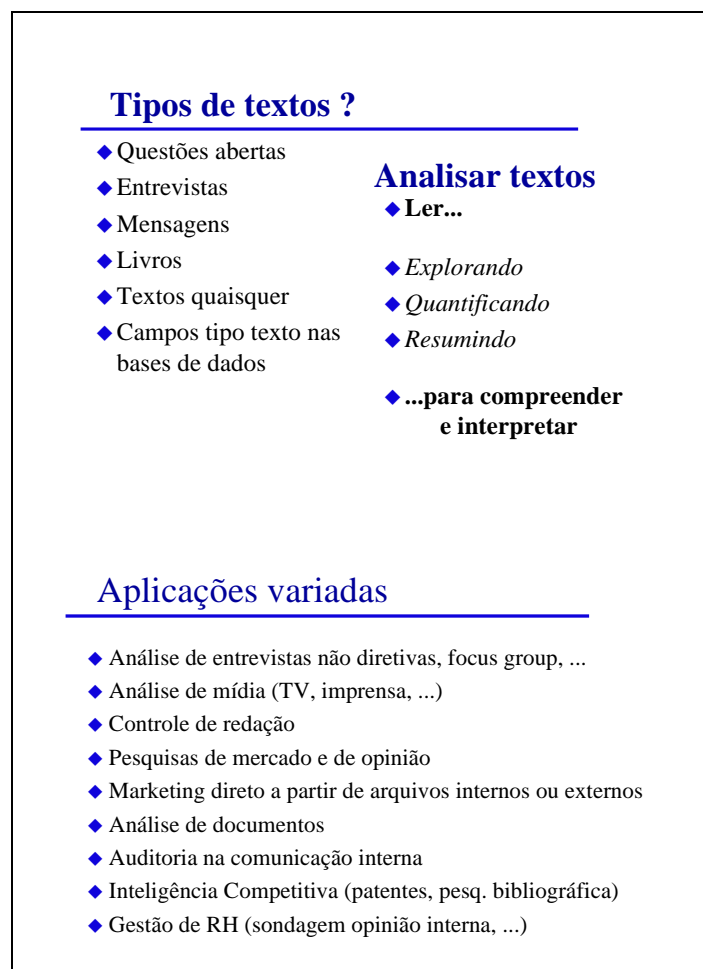 Tipos de textos ?
◆ Questões abertas
◆ Entrevistas
◆ Mensagens
◆ Livros
◆ Textos quaisquer
◆ Campos tipo texto nas
bases de dados
Analisar textos
◆ Ler...
◆ Explorando
◆ Quantificando
◆ Resumindo
◆ ...para compreender
e interpretar
Aplicações variadas
◆ Análise de entrevistas não diretivas, focus group, ...
◆ Análise de mídia (TV, imprensa, ...)
◆ Controle de redação
◆ Pesquisas de mercado e de opinião
◆ Marketing direto a partir de arquivos internos ou externos
◆ Análise de documentos
◆ Auditoria na comunicação interna
◆ Inteligência Competitiva (patentes, pesq. bibliográfica)
◆ Gestão de RH (sondagem opinião interna, ...)